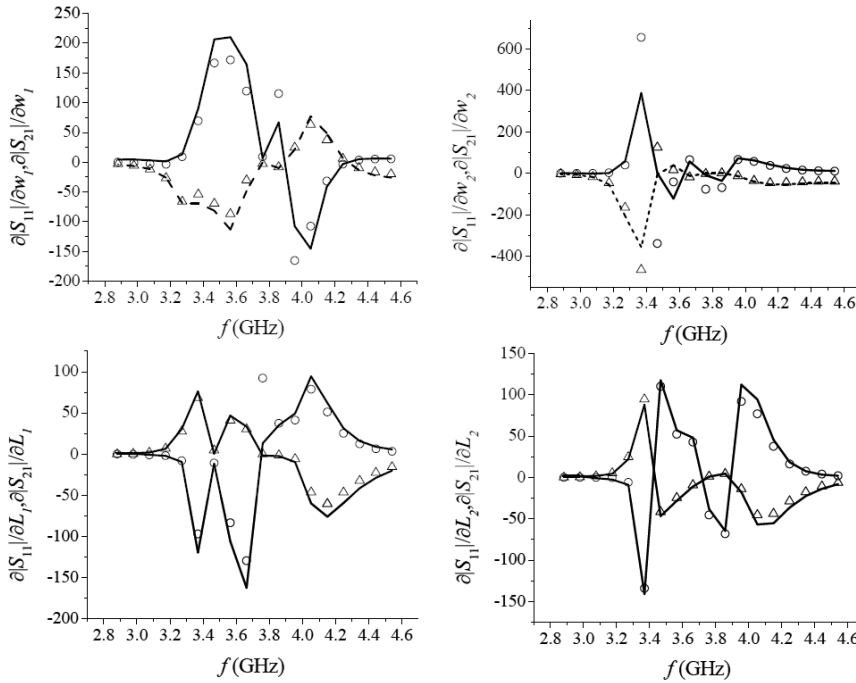 250
200
150
100
50
0
-50
-100
-150
-200
∂|S₁₁|/∂w₁,∂|S₂₁|/∂w₁
2.8 3.0 3.2 3.4 3.6 3.8 4.0 4.2 4.4 4.6
f (GHz)
600
400
200
0
-200
-400
∂|S₁₁|/∂w₂,∂|S₂₁|/∂w₂
2.8 3.0 3.2 3.4 3.6 3.8 4.0 4.2 4.4 4.6
f (GHz)
100
50
0
-50
-100
-150
-200
∂|S₁₁|/∂L₁,∂|S₂₁|/∂L₁
2.8 3.0 3.2 3.4 3.6 3.8 4.0 4.2 4.4 4.6
f (GHz)
150
100
50
0
-50
-100
-150
∂|S₁₁|/∂L₂,∂|S₂₁|/∂L₂
2.8 3.0 3.2 3.4 3.6 3.8 4.0 4.2 4.4 4.6
f (GHz)